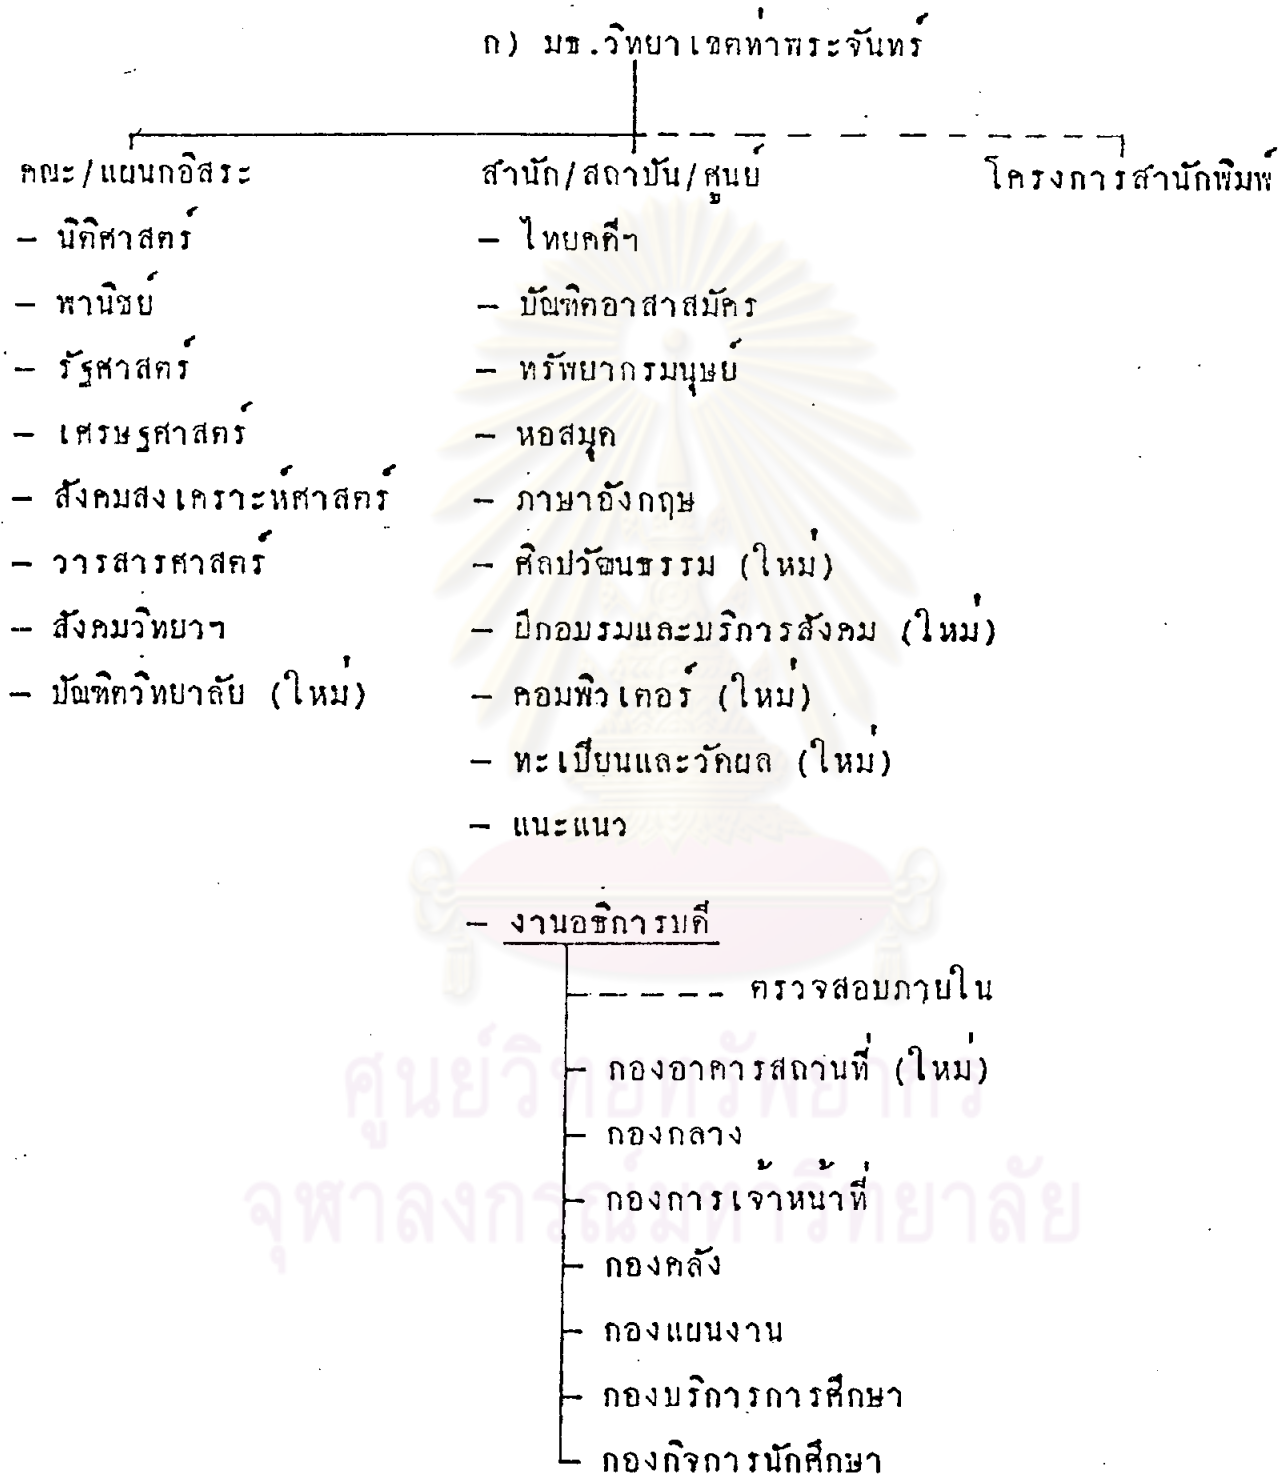 ก) มธ.วิทยาเขตท่าพระจันทร์
คณะ/แผนกอิสระ
- นิติศาสตร์
- พานิชย์
- รัฐศาสตร์
- เศรษฐศาสตร์
- สังคมสงเคราะห์ศาสตร์
- วารสารศาสตร์
- สังคมวิทยาฯ
- บัณฑิตวิทยาลัย (ใหม่)
สำนัก/สถาบัน/ศูนย์
- ไทยคดีฯ
- บัณฑิตอาสาสมัคร
- ทรัพยากรมนุษย์
- หอสมุด
- ภาษาอังกฤษ
- ศิลปวัฒนธรรม (ใหม่)
- ฝึกอบรมและบริการสังคม (ใหม่)
- คอมพิวเตอร์ (ใหม่)
- ทะเบียนและวัดผล (ใหม่)
- แนะแนว
- งานอธิการบดี
ตรวจสอบภายใน
กองอาคารสถานที่ (ใหม่)
กองกลาง
กองการเจ้าหน้าที่
กองคลัง
กองแผนงาน
กองบริการการศึกษา
กองกิจการนักศึกษา
โครงการสำนักพิมพ์
ศูนย์วิทยทรัพยากร
จุฬาลงกรณ์มหาวิทยาลัย